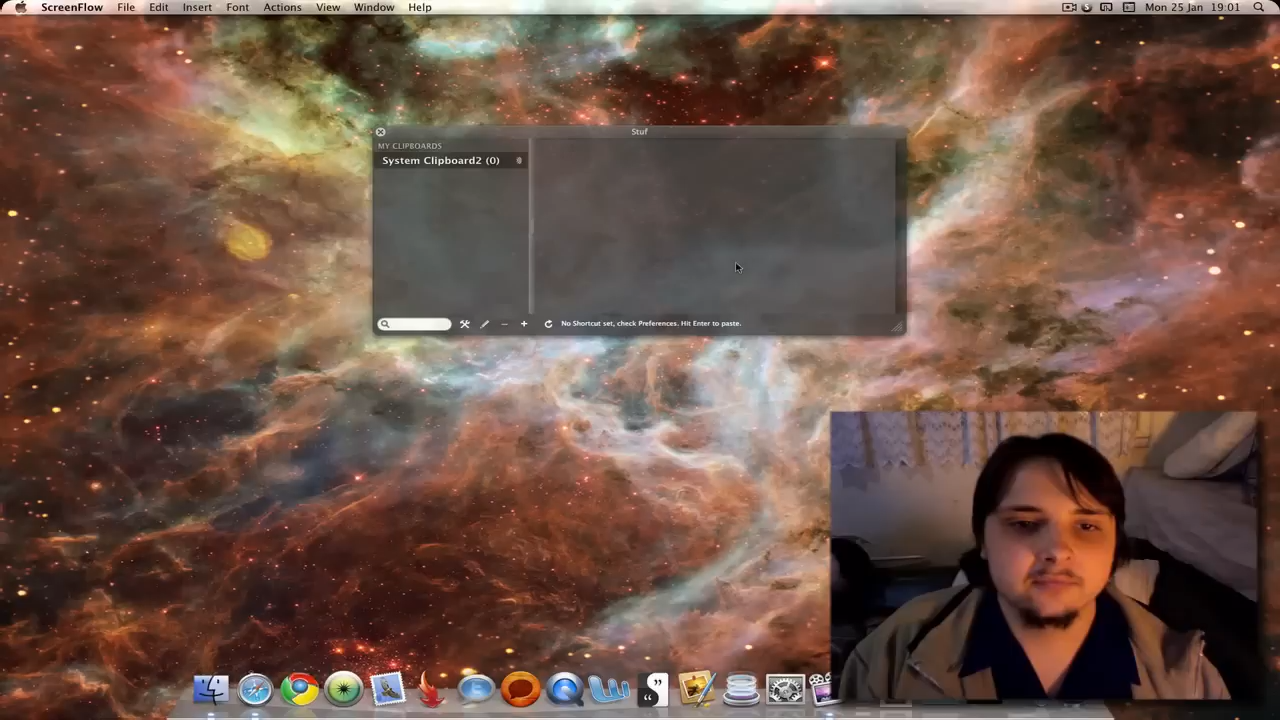 ScreenFlow File Edit Insert Font Actions View Window Help Mon 25 Jan 19:01
Stuf
MY CLIPBOARDS
System Clipboard2 (0)
No Shortcut set, check Preferences. Hit Enter to paste.